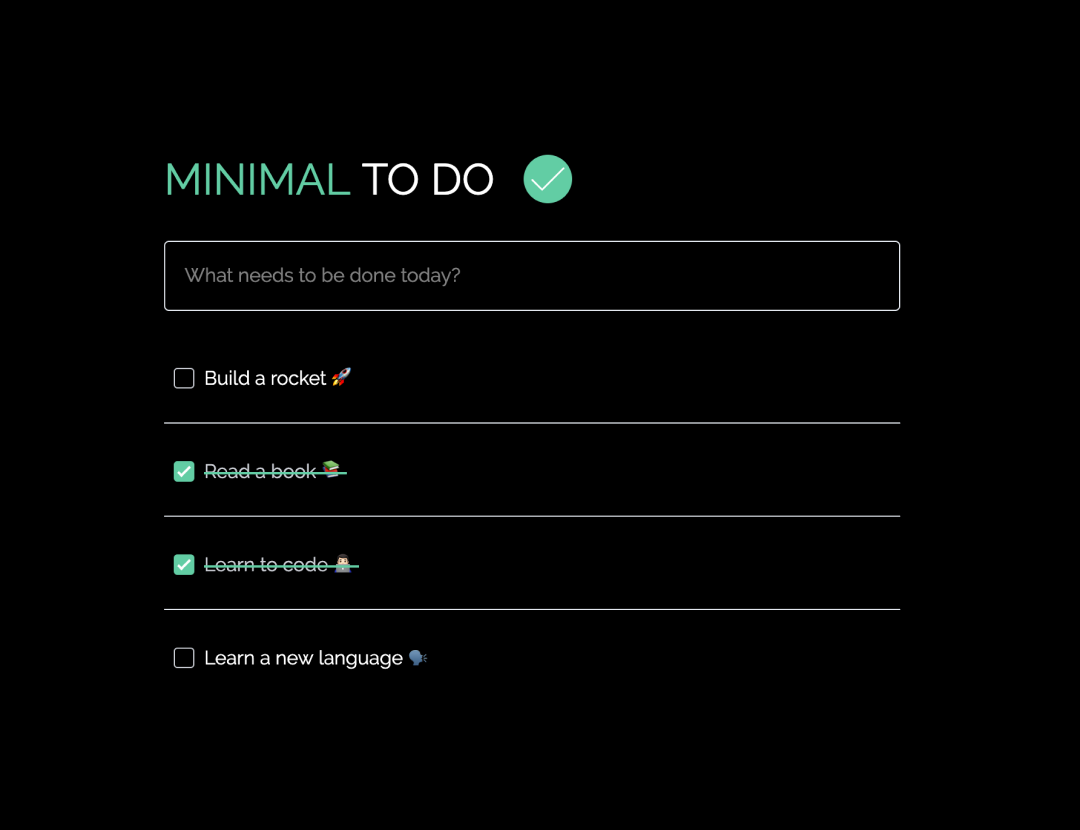 MINIMAL TO DO
What needs to be done today?
Build a rocket 🚀
Read a book 📚
Learn to code 👨🏻‍💻
Learn a new language 🗣